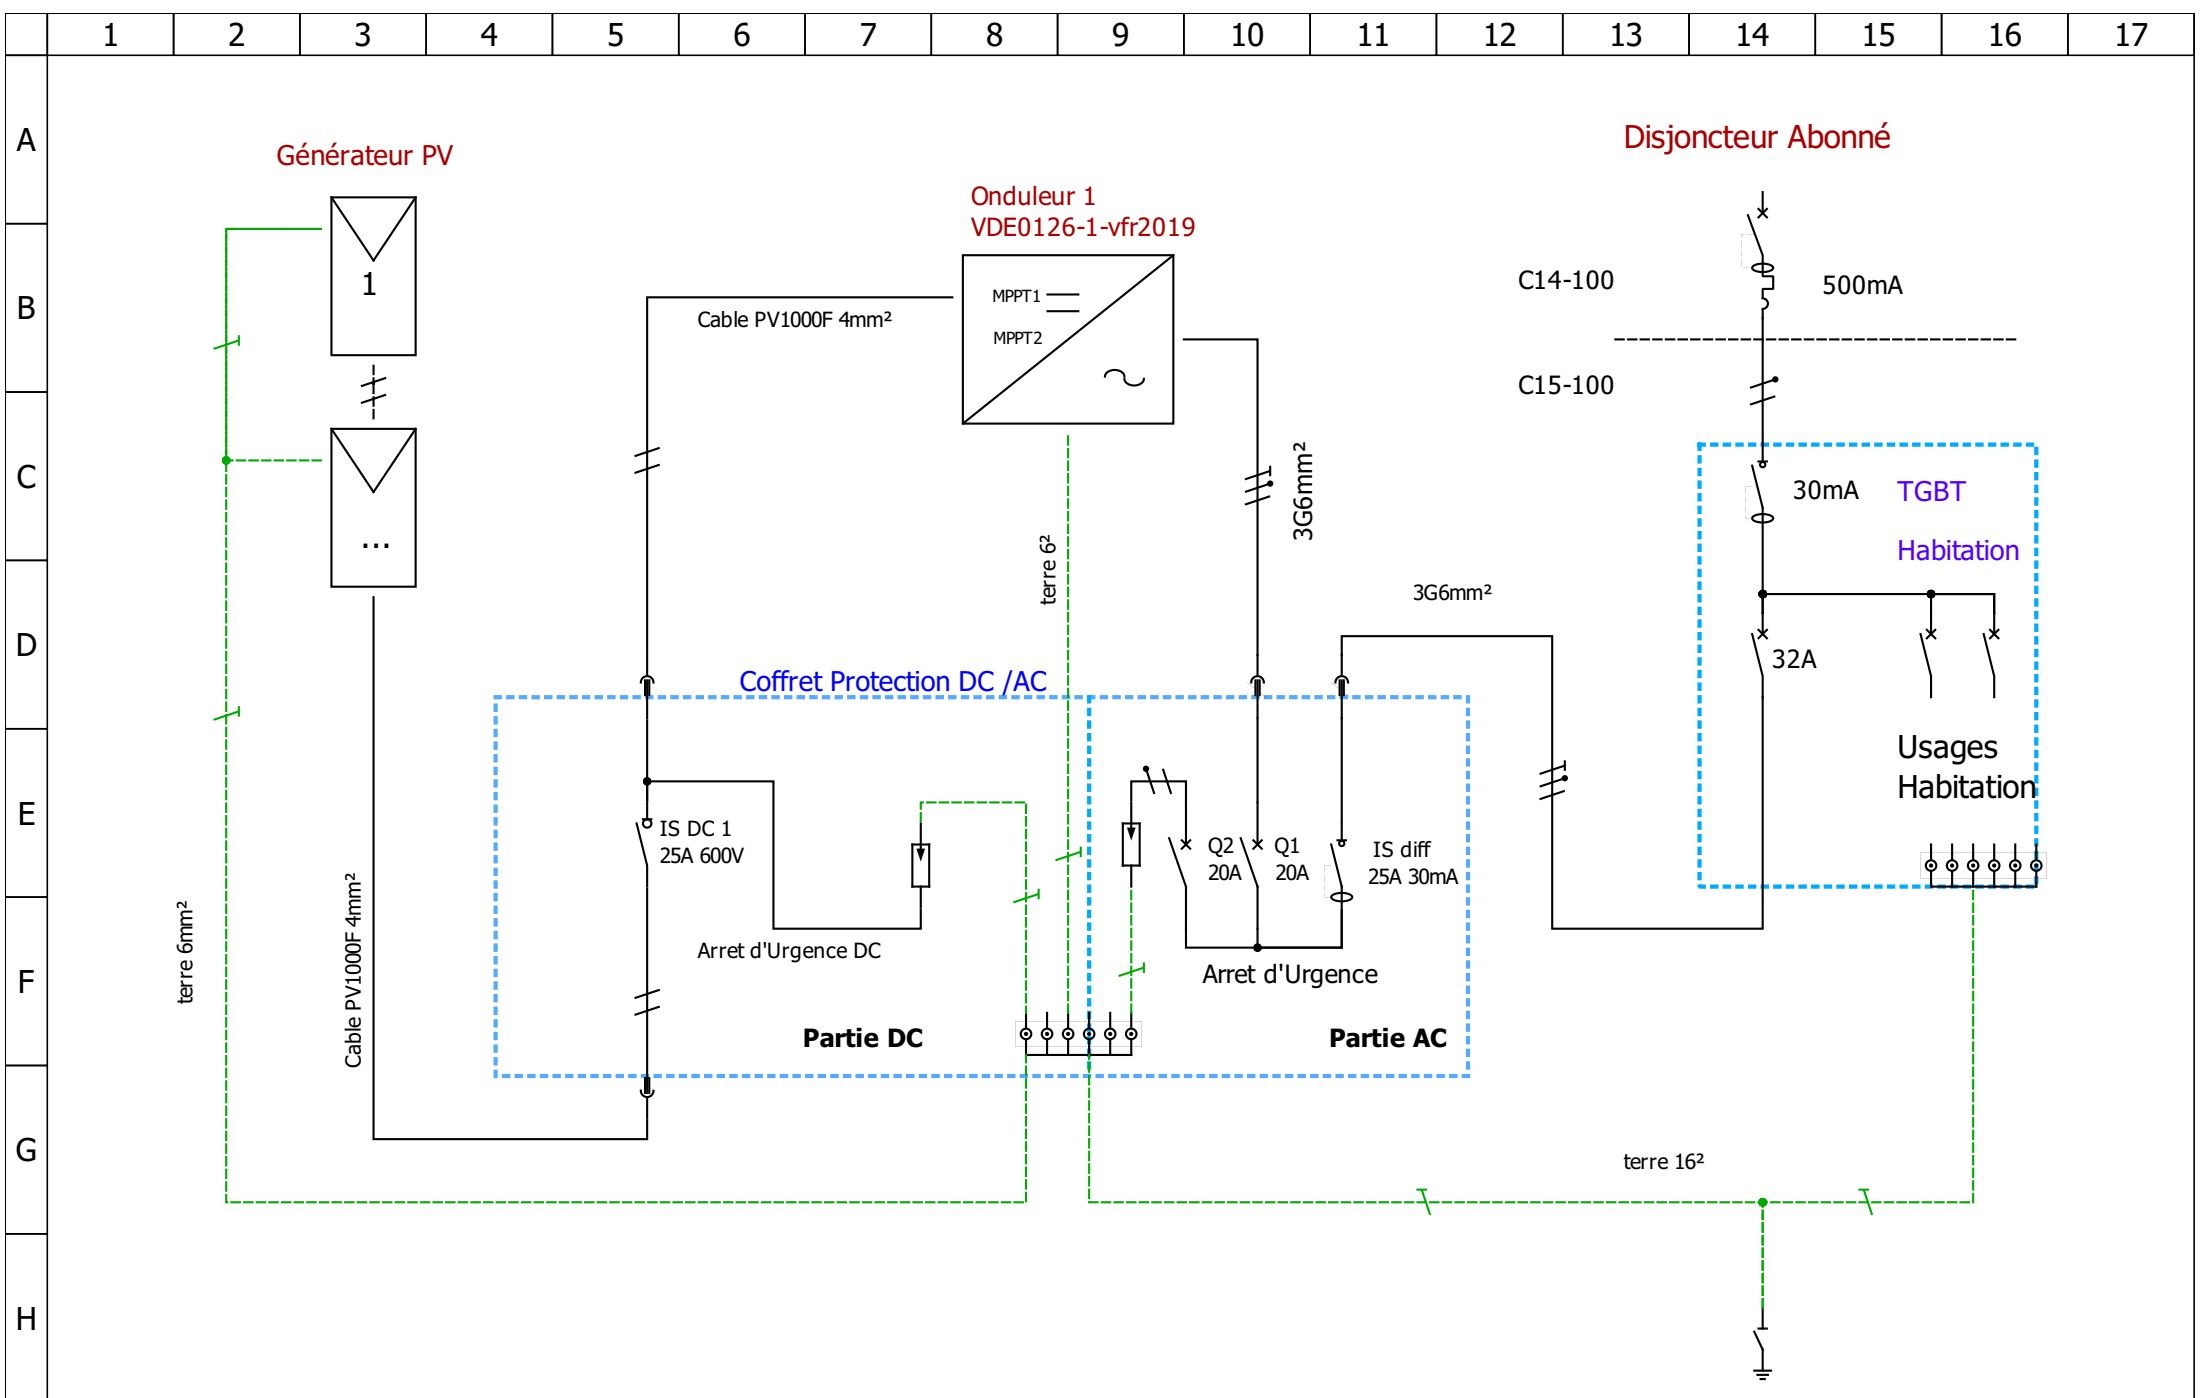 1 2 3 4 5 6 7 8 9 10 11 12 13 14 15 16 17
A
B
C
D
E
F
G
H
Générateur PV
1
...
Onduleur 1
VDE0126-1-vfr2019
MPPT1
MPPT2
Cable PV1000F 4mm²
Disjoncteur Abonné
C14-100
500mA
C15-100
30mA
TGBT
Habitation
32A
Usages
Habitation
3G6mm²
3G6mm²
terre 6²
Coffret Protection DC /AC
IS DC 1
25A 600V
Arret d'Urgence DC
Partie DC
Q2
20A
Q1
20A
IS diff
25A 30mA
Arret d'Urgence
Partie AC
terre 6mm²
Cable PV1000F 4mm²
terre 16²